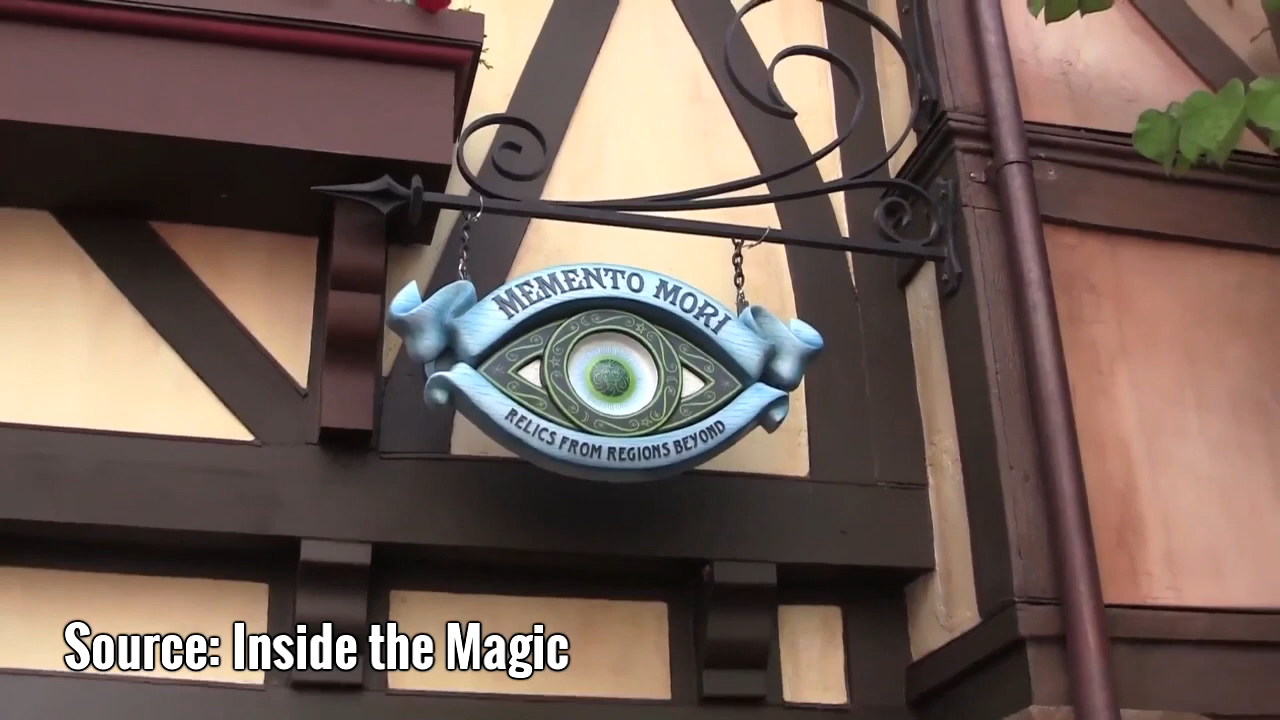 MEMENTO MORI
RELICS FROM REGIONS BEYOND
Source: Inside the Magic